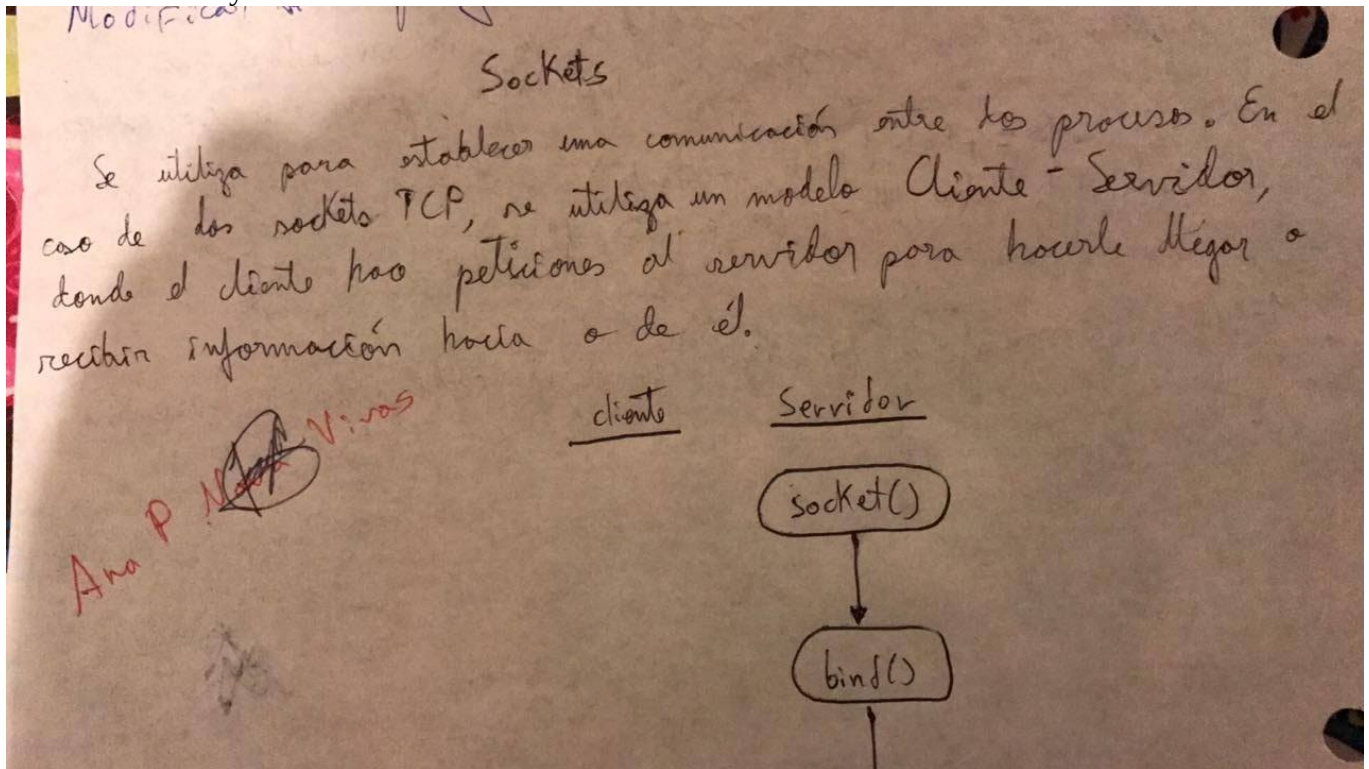 Modificar
Sockets
Se utiliza para establecer una comunicación entre dos procesos. En el
caso de los sockets TCP, se utiliza un modelo Cliente - Servidor,
donde el cliente hace peticiones al servidor para hacerle llegar o
recibir información hacia o de él.
cliente Servidor
Ana P Vivas
socket()
bind()